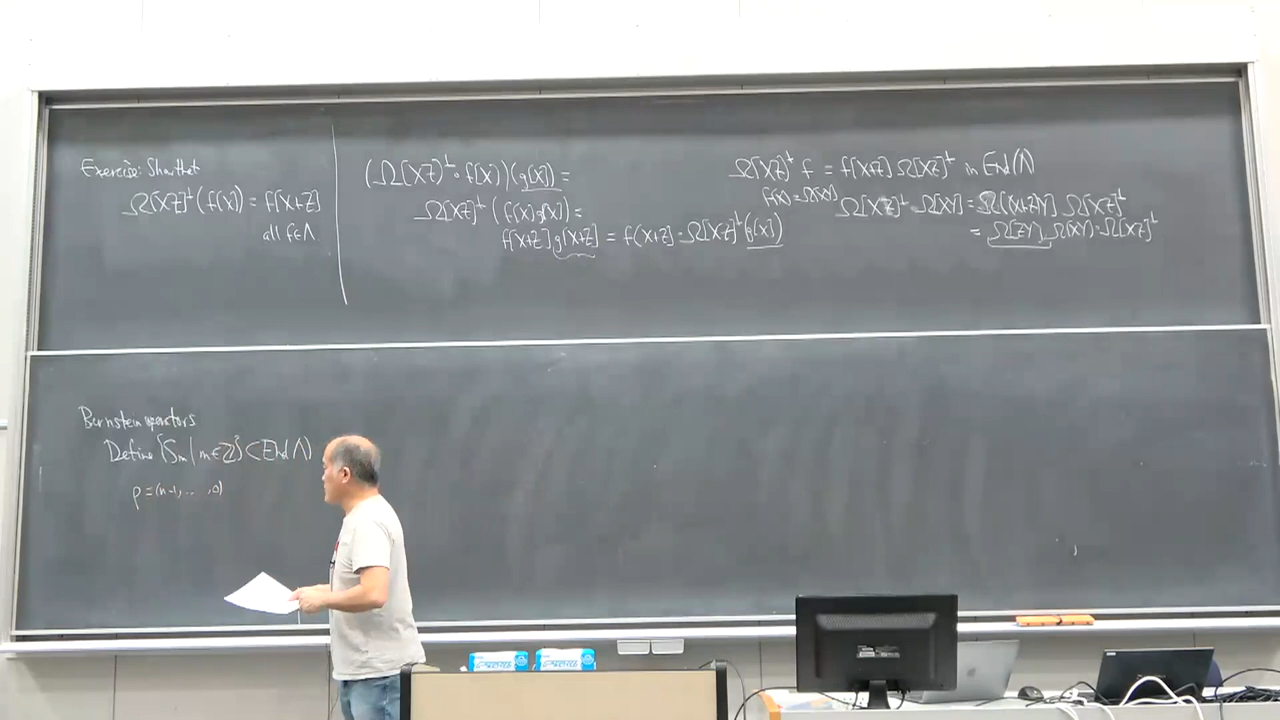 Exercise: Show that
Ω[XZ]^⊥(f[X]) = f[X+Z]
all f∈Λ
(Ω[XZ]^⊥ ∘ f[X])(g[X]) =
Ω[XZ]^⊥(f[X]g[X]) =
f[X+Z]g[X+Z] = f[X+Z]·Ω[XZ]^⊥(g[X])
Ω[XZ]^⊥ f = f[X+Z] Ω[XZ]^⊥ in End(Λ)
f[X] = Ω[XY]
Ω[XZ]^⊥ Ω[XY] = Ω[(X+Z)Y] Ω[XZ]^⊥
= Ω[ZY] Ω[XY]·Ω[XZ]^⊥
Bernstein operators
Define {S_m | m∈ℤ} ⊂ End(Λ)
ρ = (n-1, ... ,0)